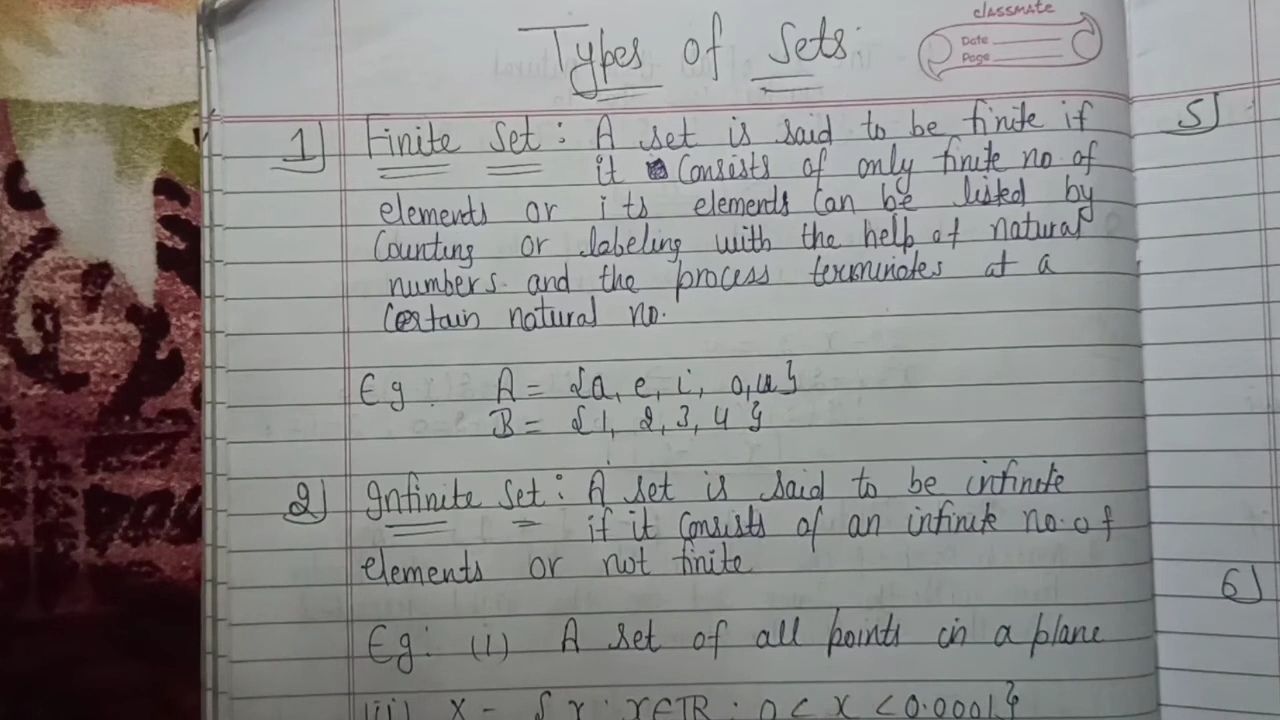 classmate
Date
Page
Types of Sets.
1) Finite Set : A set is said to be finite if
it consists of only finite no of
elements or its elements can be listed by
Counting or labeling with the help of natural
numbers. and the process terminates at a
Certain natural no.
Eg : A = {a, e, i, o, u}
B = {1, 2, 3, 4}
2) Infinite Set : A set is said to be infinite
if it consists of an infinite no. of
elements or not finite
Eg: (i) A set of all points in a plane
(ii) X = {x : x∈R : 0 < x < 0.0001}
5)
6)